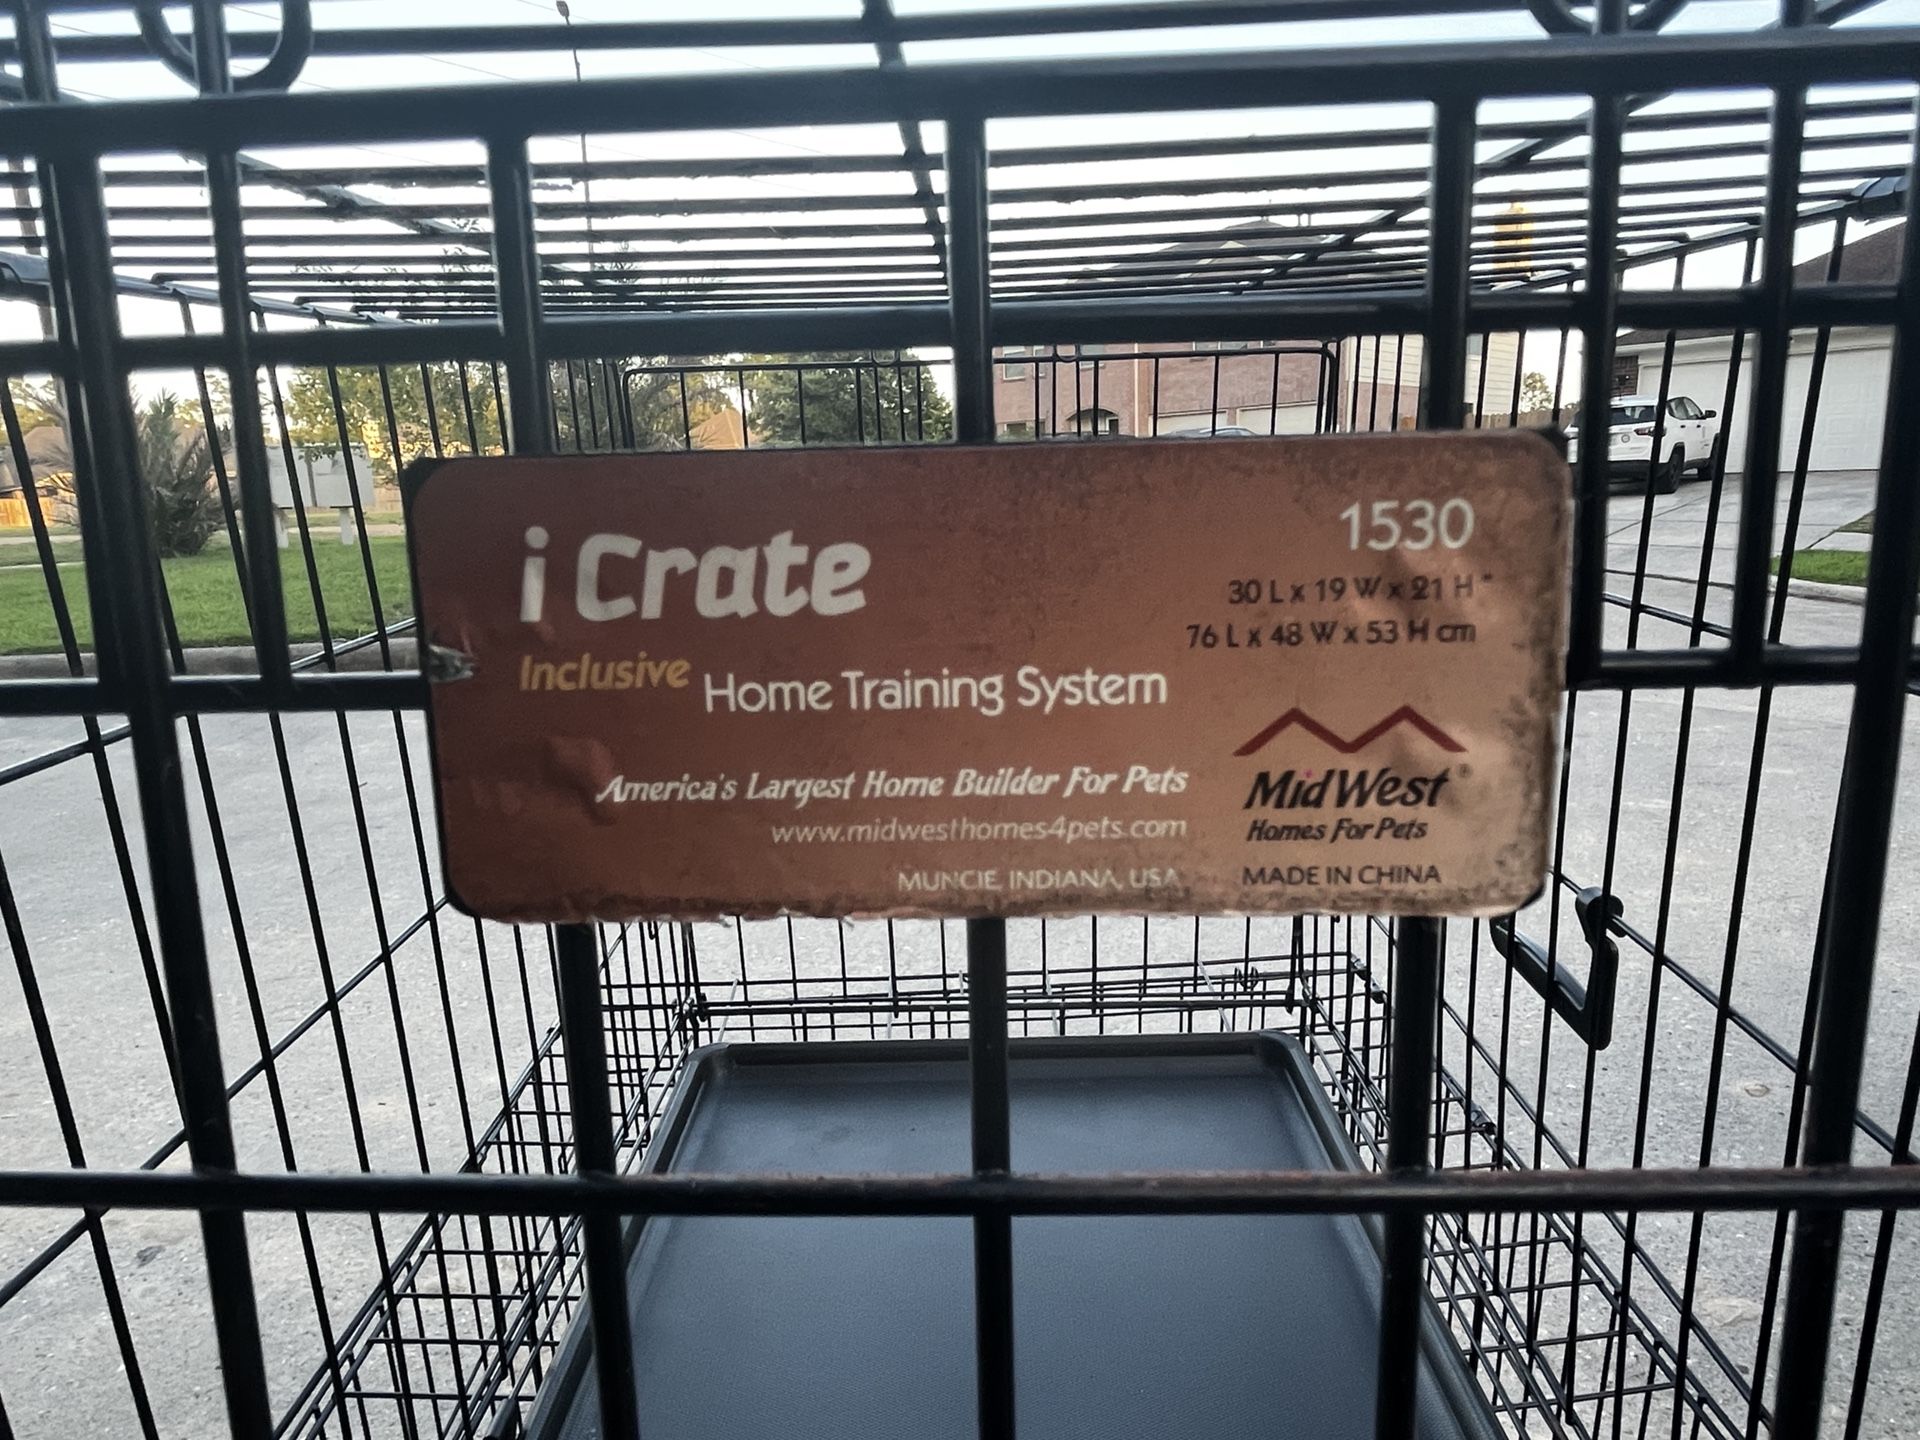 i Crate
1530
30 L x 19 W x 21 H "
76 L x 48 W x 53 H cm
Inclusive Home Training System
America's Largest Home Builder For Pets
www.midwesthomes4pets.com
MUNCIE, INDIANA, USA
MidWest®
Homes For Pets
MADE IN CHINA